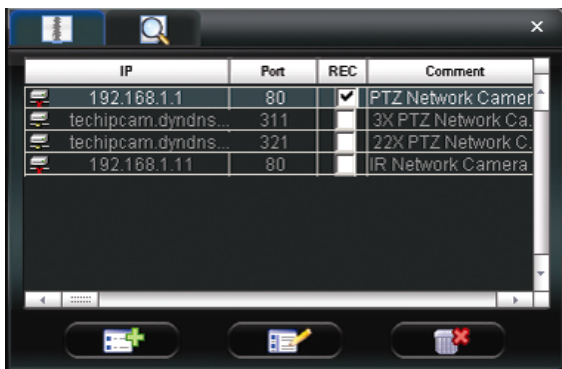 IP Port REC Comment
192.168.1.1 80 PTZ Network Camer
techipcam.dyndns... 311 3X PTZ Network Ca.
techipcam.dyndns... 321 22X PTZ Network C.
192.168.1.11 80 IR Network Camera